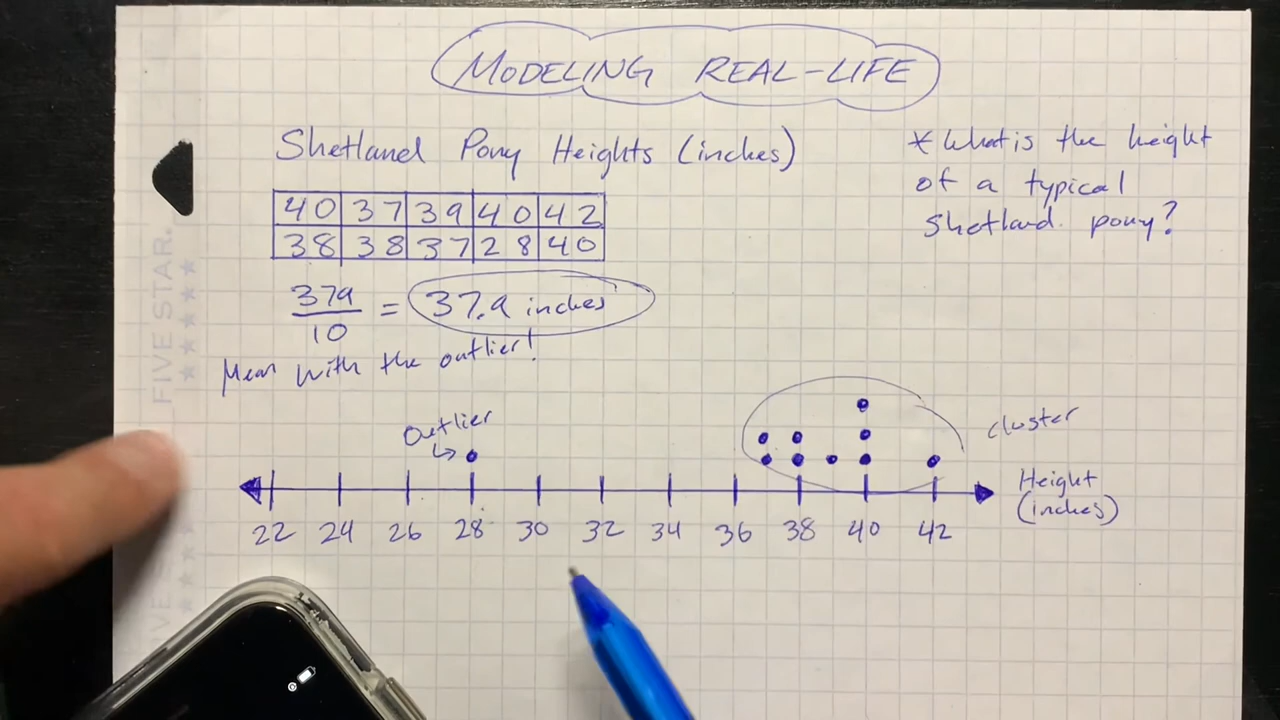 MODELING REAL-LIFE
Shetland Pony Heights (inches)
* What is the height
of a typical
Shetland pony?
40 37 39 40 42
38 38 37 28 40
379
10
= 37.9 inches
Mean with the outlier!
Outlier
cluster
Height
(inches)
22 24 26 28 30 32 34 36 38 40 42
FIVE STAR.